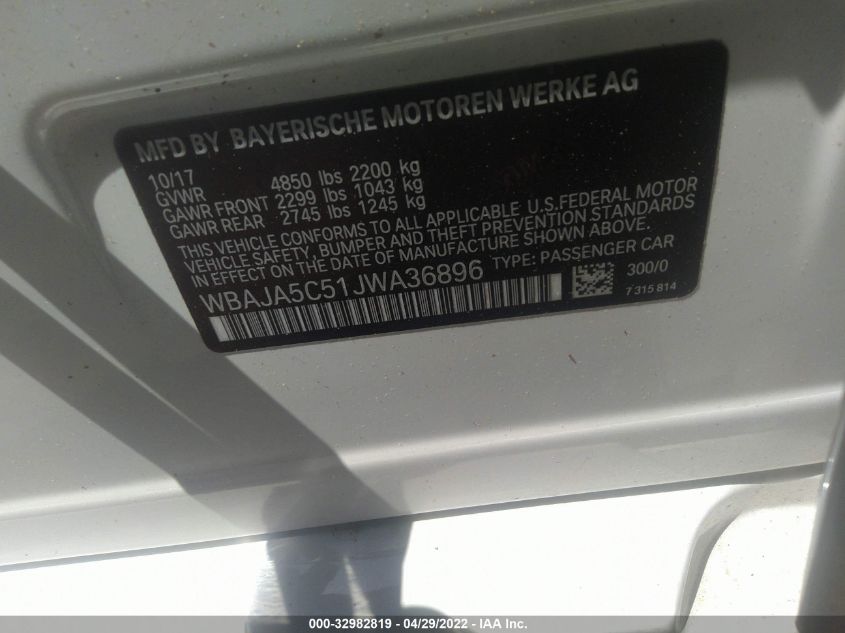 MFD BY BAYERISCHE MOTOREN WERKE AG
10/17
GVWR 4850 lbs 2200 kg
GAWR FRONT 2299 lbs 1043 kg
GAWR REAR 2745 lbs 1245 kg
THIS VEHICLE CONFORMS TO ALL APPLICABLE U.S.FEDERAL MOTOR
VEHICLE SAFETY, BUMPER AND THEFT PREVENTION STANDARDS
IN EFFECT ON THE DATE OF MANUFACTURE SHOWN ABOVE.
WBAJA5C51JWA36896 TYPE: PASSENGER CAR
300/0
7 315 814
000-32982819 - 04/29/2022 - IAA Inc.